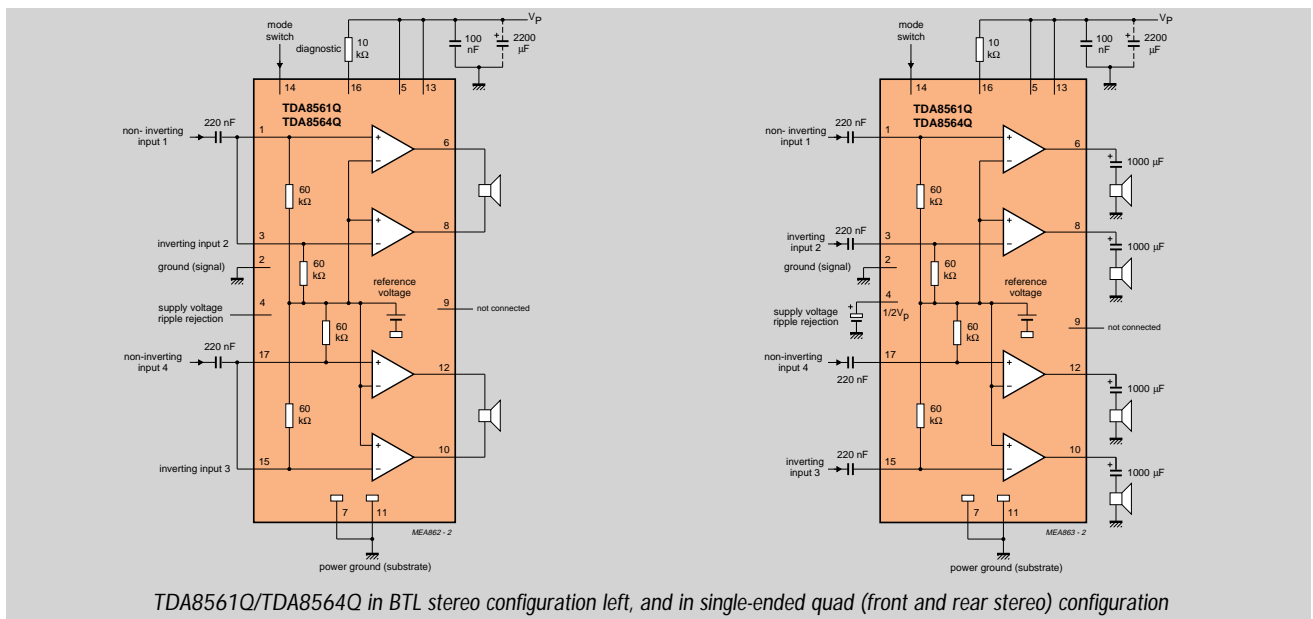 mode
switch
diagnostic
10
kΩ
100
nF
+
2200
µF
VP
14
16
5
13
TDA8561Q
TDA8564Q
non- inverting
input 1
220 nF
1
+
−
6
60
kΩ
+
−
8
inverting input 2
3
ground (signal)
2
60
kΩ
reference
voltage
supply voltage
ripple rejection
4
9
not connected
60
kΩ
non-inverting
input 4
220 nF
17
+
−
12
60
kΩ
+
−
10
inverting input 3
15
7
11
MEA862 - 2
power ground (substrate)
mode
switch
10
kΩ
100
nF
+
2200
µF
VP
14
16
5
13
TDA8561Q
TDA8564Q
non- inverting
input 1
220 nF
1
+
−
6
+
1000 µF
60
kΩ
+
−
8
+
1000 µF
inverting
input 2
220 nF
3
ground (signal)
2
60
kΩ
reference
voltage
supply voltage
ripple rejection
+
4
1/2Vp
9
not connected
60
kΩ
non-inverting
input 4
220 nF
17
+
−
12
+
1000 µF
60
kΩ
+
−
10
+
1000 µF
inverting
input 3
220 nF
15
7
11
MEA863 - 2
power ground (substrate)
TDA8561Q/TDA8564Q in BTL stereo configuration left, and in single-ended quad (front and rear stereo) configuration